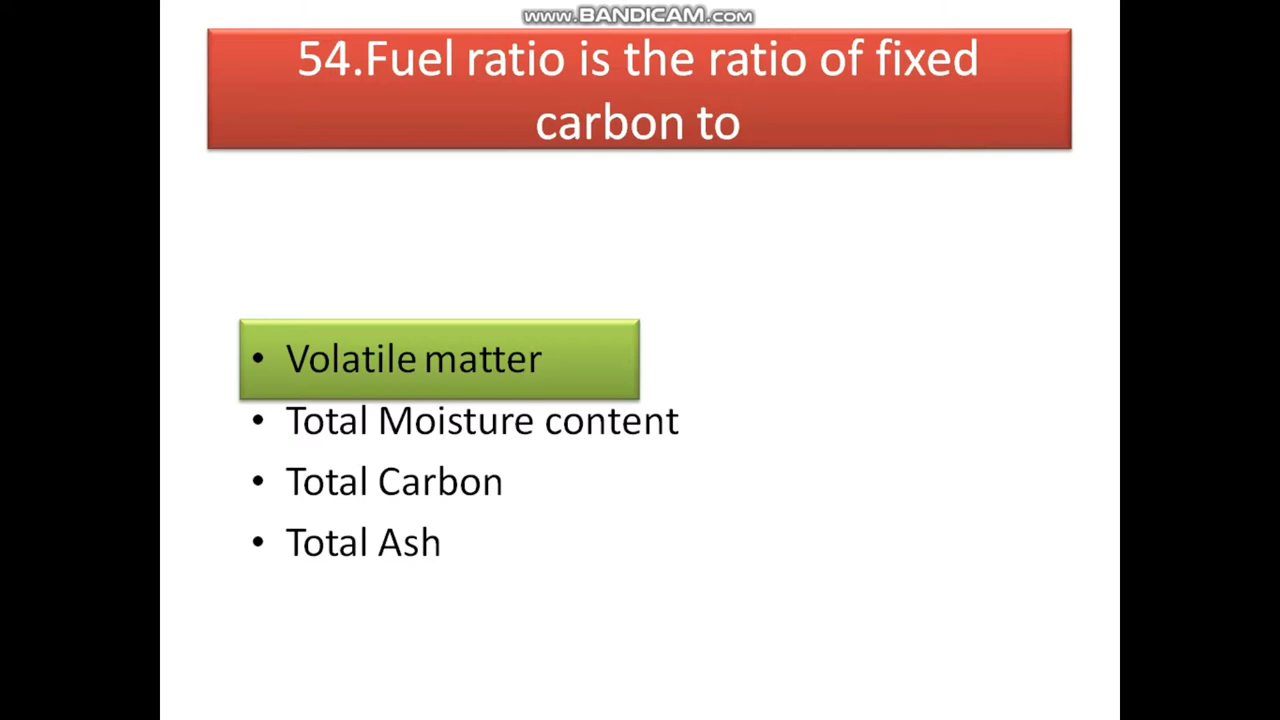 www.BANDICAM.com
54.Fuel ratio is the ratio of fixed
carbon to
• Volatile matter
• Total Moisture content
• Total Carbon
• Total Ash